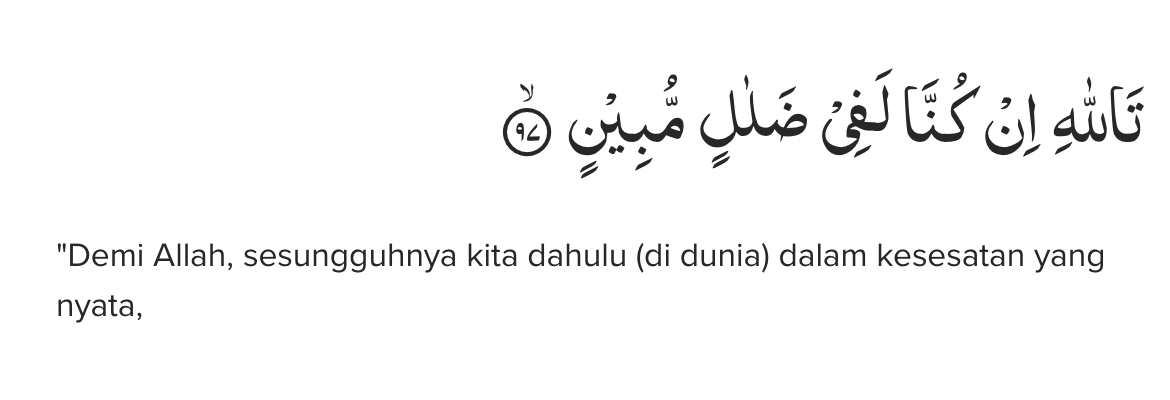 تَاللّٰهِ اِنْ كُنَّا لَفِيْ ضَلٰلٍ مُّبِيْنٍ ۙ ٩٧
"Demi Allah, sesungguhnya kita dahulu (di dunia) dalam kesesatan yang
nyata,